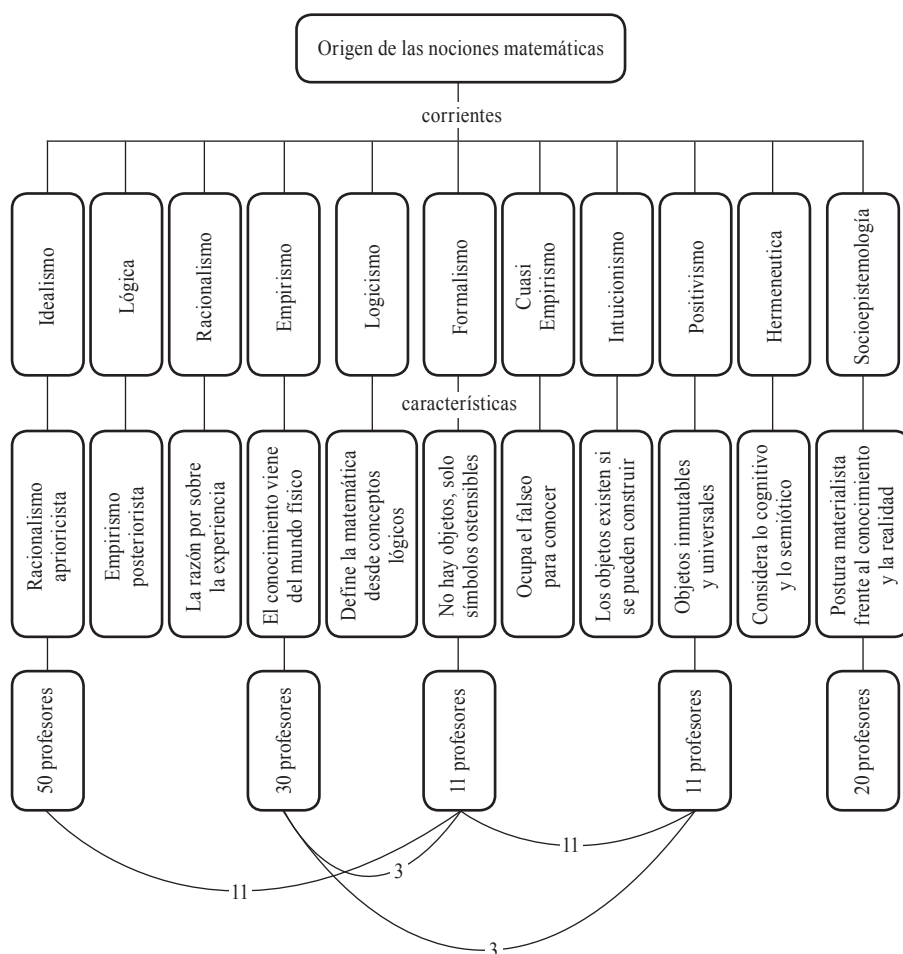 Origen de las nociones matemáticas
corrientes
Idealismo
Lógica
Racionalismo
Empirismo
Logicismo
Formalismo
Cuasi
Empirismo
Intuicionismo
Positivismo
Hermeneutica
Socioepistemología
características
Racionalismo
aprioricista
Empirismo
posteriorista
La razón por sobre
la experiencia
El conocimiento viene
del mundo físico
Define la matemática
desde conceptos
lógicos
No hay objetos, solo
símbolos ostensibles
Ocupa el falseo
para conocer
Los objetos existen si
se pueden construir
Objetos inmutables
y universales
Considera lo cognitivo
y lo semiótico
Postura materialista
frente al conocimiento
y la realidad
50 profesores
30 profesores
11 profesores
11 profesores
20 profesores
11
3
11
3